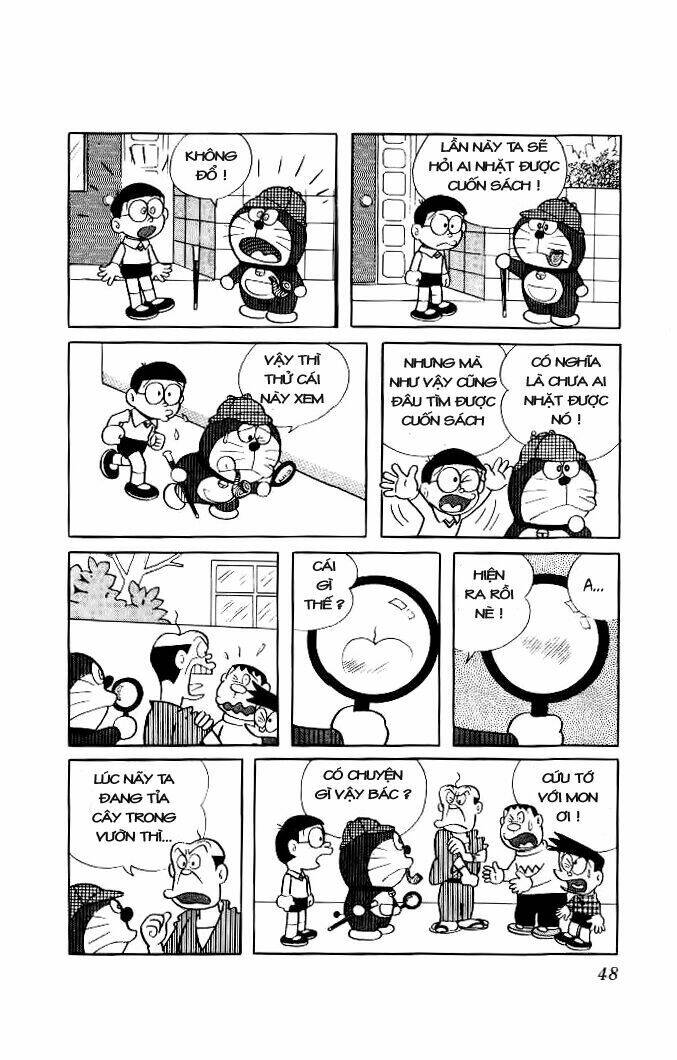 LẦN NÀY TA SẼ
HỎI AI NHẶT ĐƯỢC
CUỐN SÁCH !
KHÔNG
ĐỔ !
CÓ NGHĨA
LÀ CHƯA AI
NHẶT ĐƯỢC
NÓ !
NHƯNG MÀ
NHƯ VẬY CŨNG
ĐÂU TÌM ĐƯỢC
CUỐN SÁCH
VẬY THÌ
THỬ CÁI
NÀY XEM
A...
HIỆN
RA RỒI
NÈ !
CÁI
GÌ
THẾ ?
CỨU TỚ
VỚI MON
ƠI !
CÓ CHUYỆN
GÌ VẬY BÁC ?
LÚC NÃY TA
ĐANG TỈA
CÂY TRONG
VƯỜN THÌ...
48